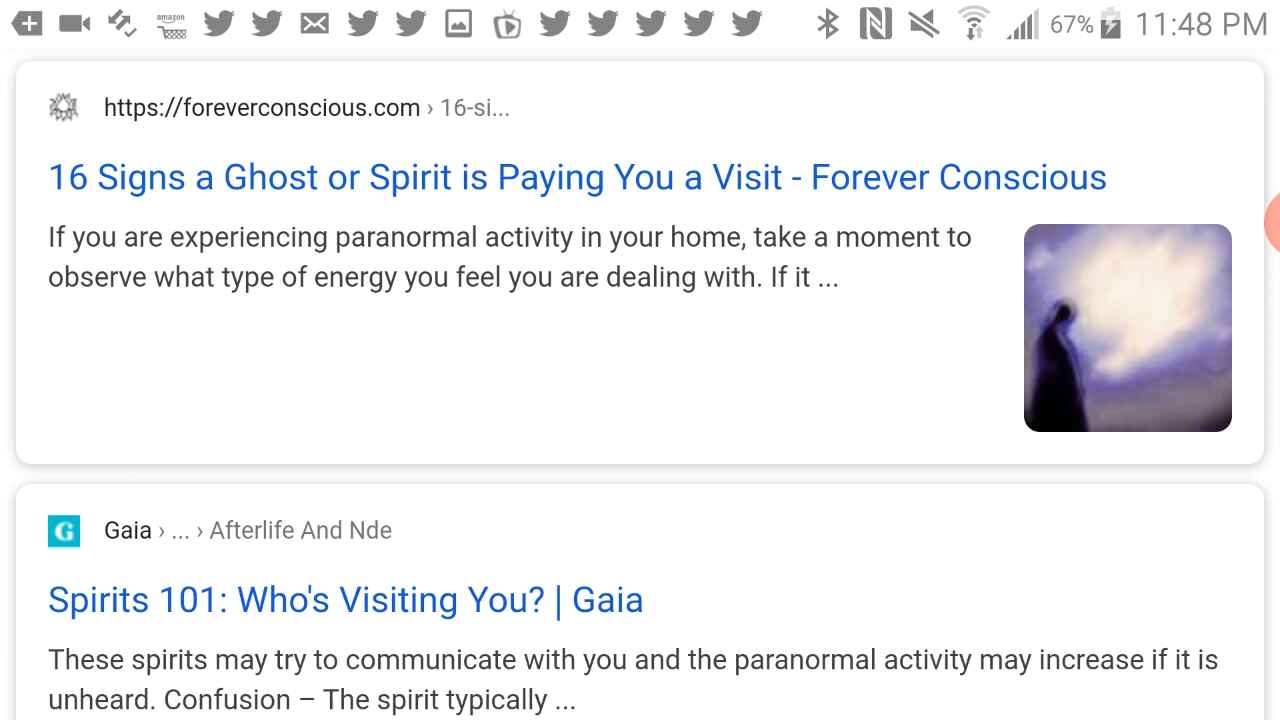 amazon 67% 11:48 PM
https://foreverconscious.com › 16-si...
16 Signs a Ghost or Spirit is Paying You a Visit - Forever Conscious
If you are experiencing paranormal activity in your home, take a moment to
observe what type of energy you feel you are dealing with. If it ...
G Gaia › ... › Afterlife And Nde
Spirits 101: Who's Visiting You? | Gaia
These spirits may try to communicate with you and the paranormal activity may increase if it is
unheard. Confusion – The spirit typically ...